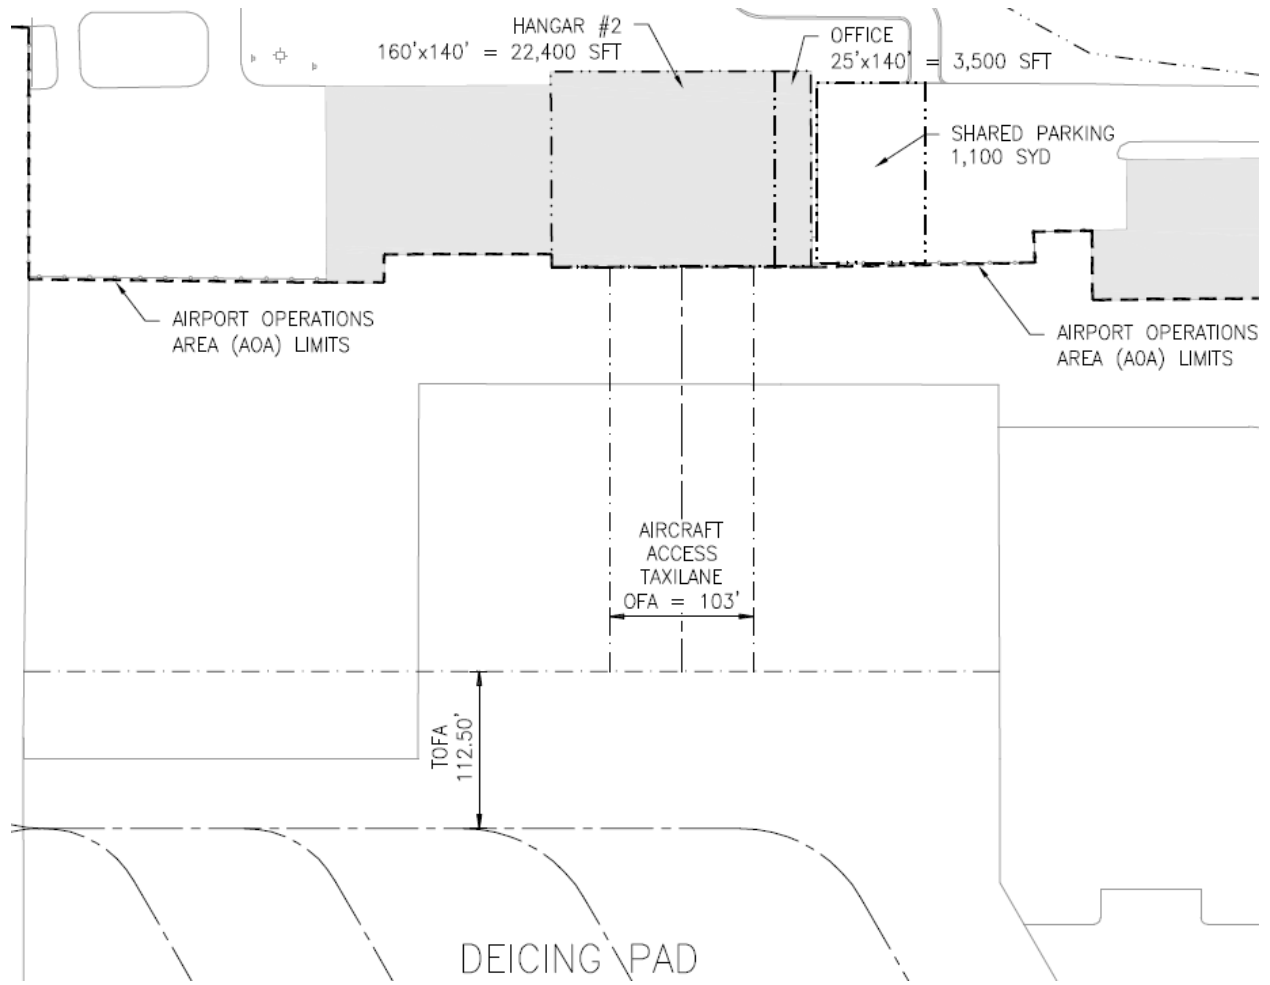 HANGAR #2
160'x140' = 22,400 SFT
OFFICE
25'x140' = 3,500 SFT
SHARED PARKING
1,100 SYD
AIRPORT OPERATIONS
AREA (AOA) LIMITS
AIRPORT OPERATIONS
AREA (AOA) LIMITS
AIRCRAFT
ACCESS
TAXILANE
OFA = 103'
TOFA
112.50'
DEICING PAD